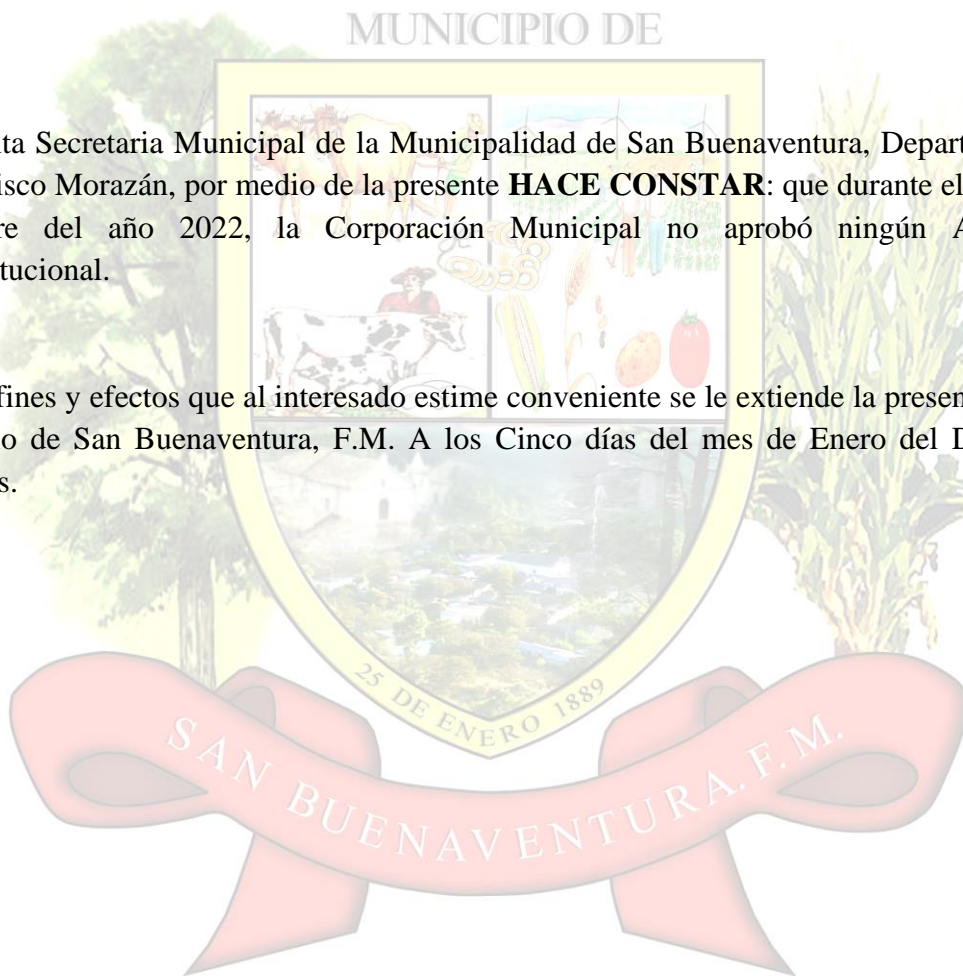 MUNICIPIO DE
ta Secretaria Municipal de la Municipalidad de San Buenaventura, Depart
isco Morazán, por medio de la presente HACE CONSTAR: que durante el
re del año 2022, la Corporación Municipal no aprobó ningún A
tucional.
fines y efectos que al interesado estime conveniente se le extiende la presen
o de San Buenaventura, F.M. A los Cinco días del mes de Enero del D
s.
25 DE ENERO 1889
SAN BUENAVENTURA. F.M.